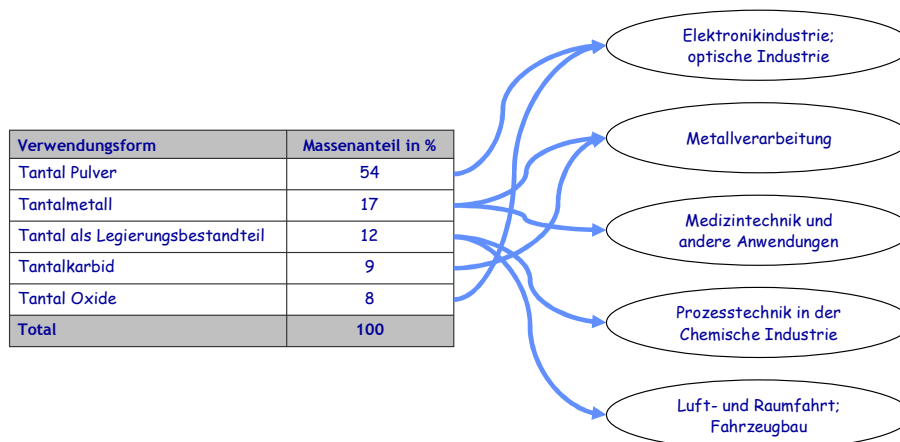 Elektronikindustrie;
optische Industrie
Verwendungsform Massenanteil in %
Tantal Pulver 54
Tantalmetall 17
Tantal als Legierungsbestandteil 12
Tantalkarbid 9
Tantal Oxide 8
Total 100
Metallverarbeitung
Medizintechnik und
andere Anwendungen
Prozesstechnik in der
Chemische Industrie
Luft- und Raumfahrt;
Fahrzeugbau